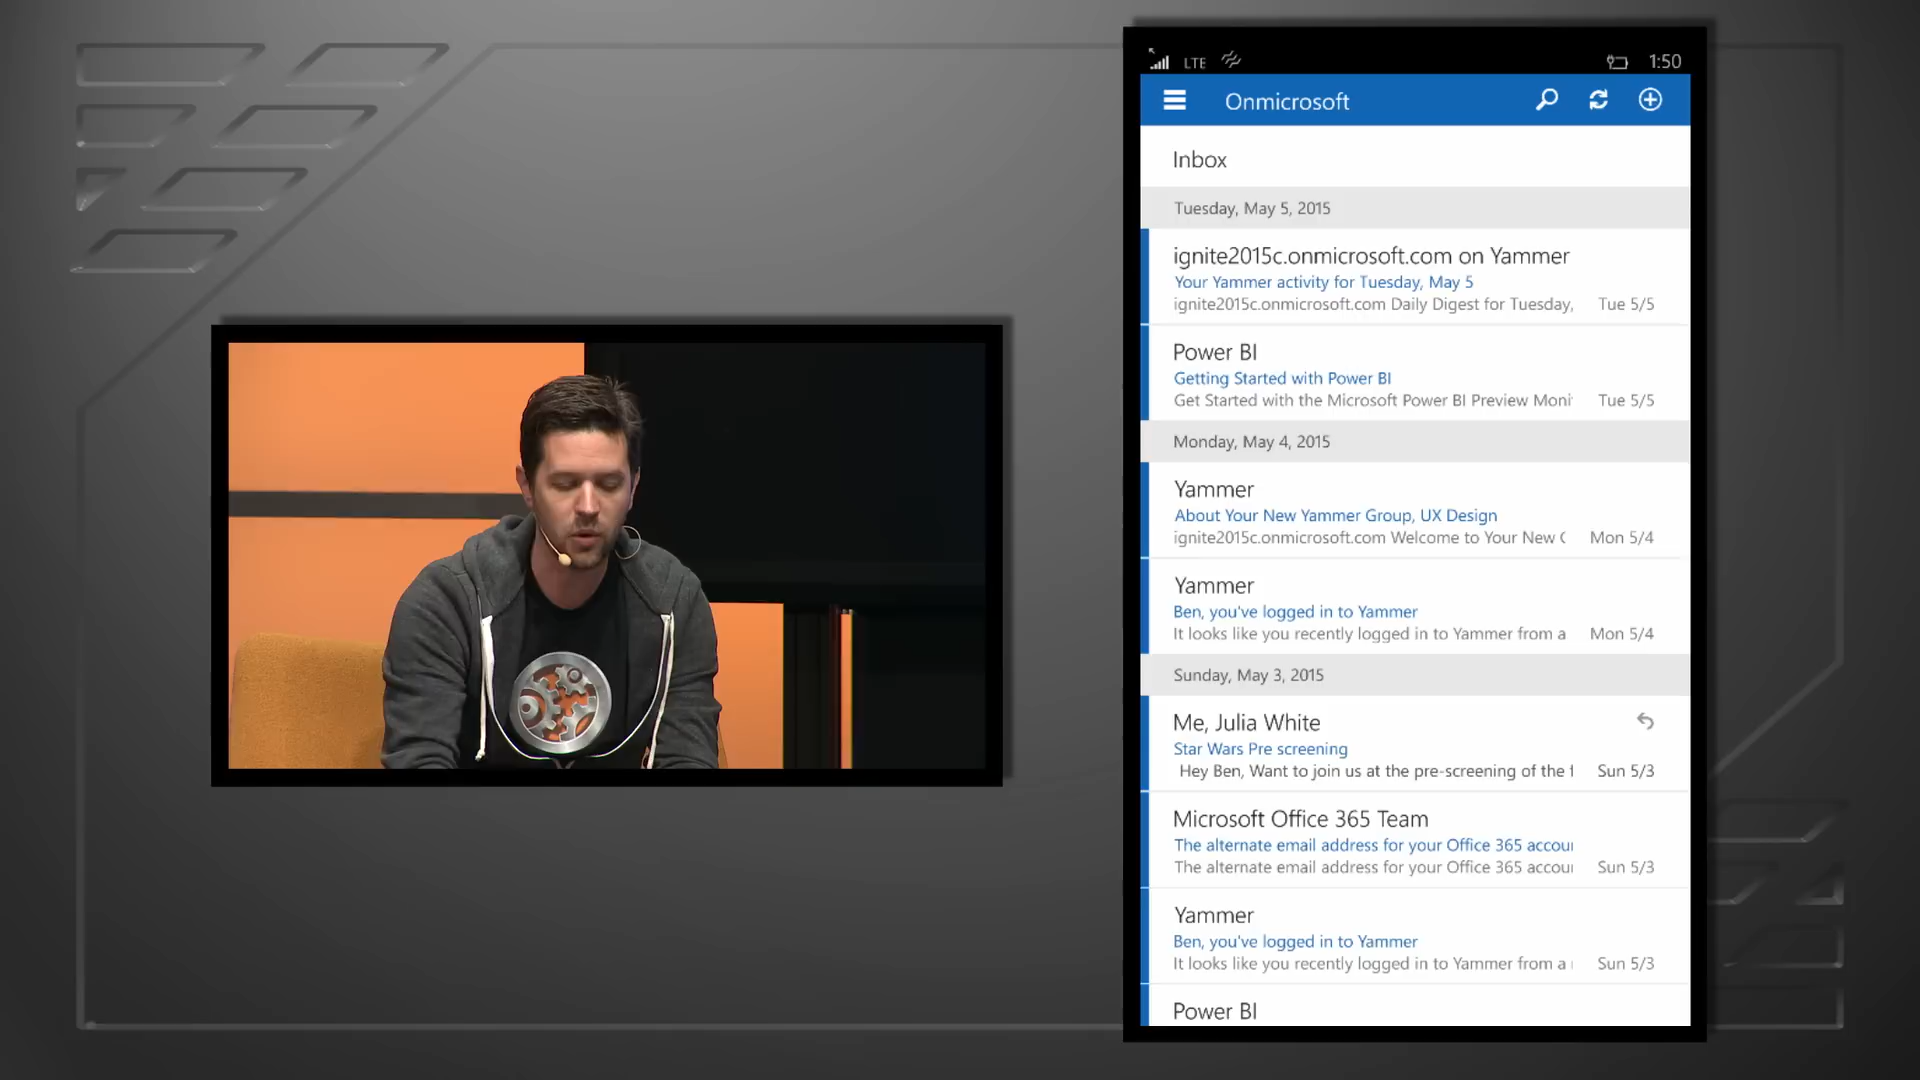 LTE 1:50
Onmicrosoft
Inbox
Tuesday, May 5, 2015
ignite2015c.onmicrosoft.com on Yammer
Your Yammer activity for Tuesday, May 5
ignite2015c.onmicrosoft.com Daily Digest for Tuesday, Tue 5/5
Power BI
Getting Started with Power BI
Get Started with the Microsoft Power BI Preview Moni Tue 5/5
Monday, May 4, 2015
Yammer
About Your New Yammer Group, UX Design
ignite2015c.onmicrosoft.com Welcome to Your New Mon 5/4
Yammer
Ben, you've logged in to Yammer
It looks like you recently logged in to Yammer from a Mon 5/4
Sunday, May 3, 2015
Me, Julia White
Star Wars Pre screening
Hey Ben, Want to join us at the pre-screening of the Sun 5/3
Microsoft Office 365 Team
The alternate email address for your Office 365 accou
The alternate email address for your Office 365 accou Sun 5/3
Yammer
Ben, you've logged in to Yammer
It looks like you recently logged in to Yammer from a Sun 5/3
Power BI